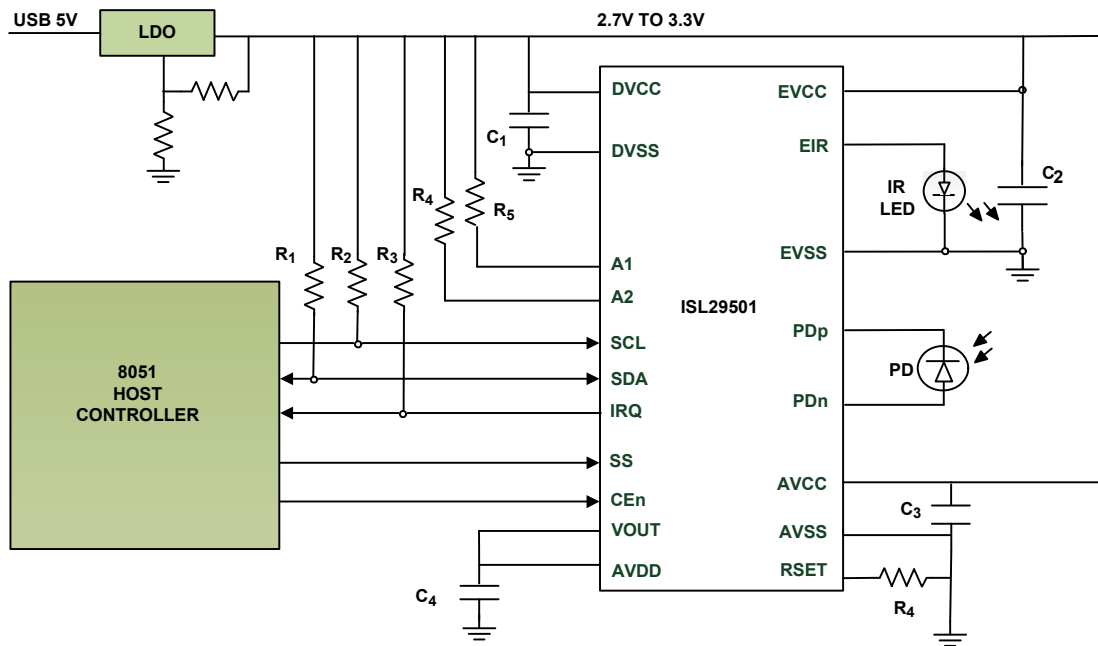 USB 5V
LDO
2.7V TO 3.3V
DVCC
EVCC
C1
DVSS
EIR
IR
LED
C2
R4
R5
R1
R2
R3
EVSS
A1
A2
ISL29501
8051
HOST
CONTROLLER
SCL
SDA
IRQ
SS
CEn
VOUT
AVDD
PDp
PD
PDn
AVCC
C3
AVSS
RSET
R4
C4